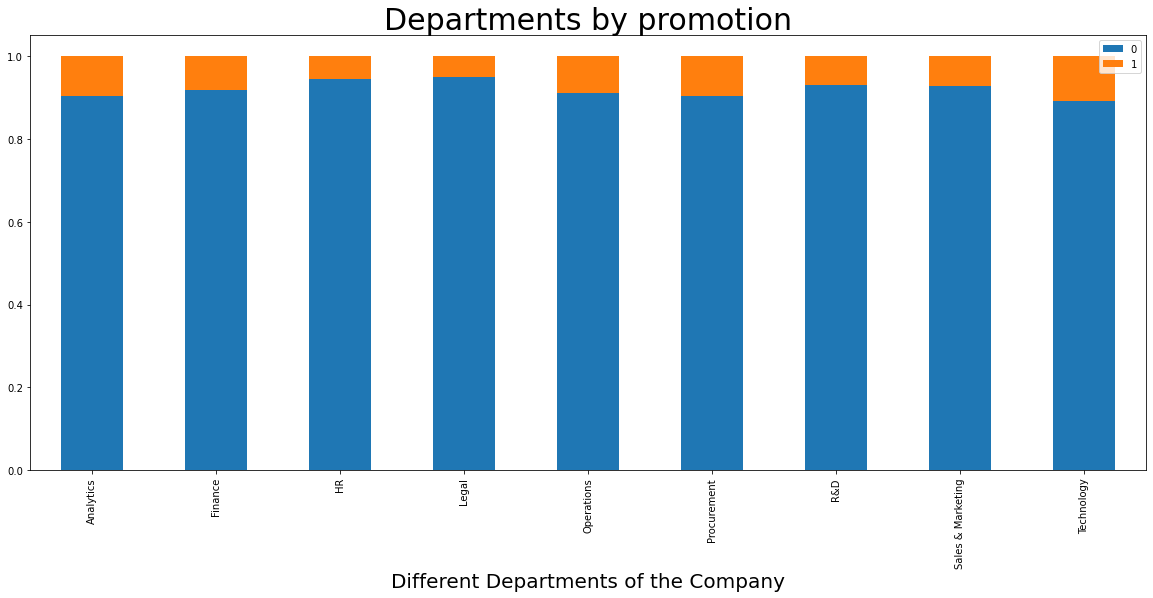 Departments by promotion
0
1
1.0
0.8
0.6
0.4
0.2
0.0
Analytics
Finance
HR
Legal
Operations
Procurement
R&D
Sales & Marketing
Technology
Different Departments of the Company